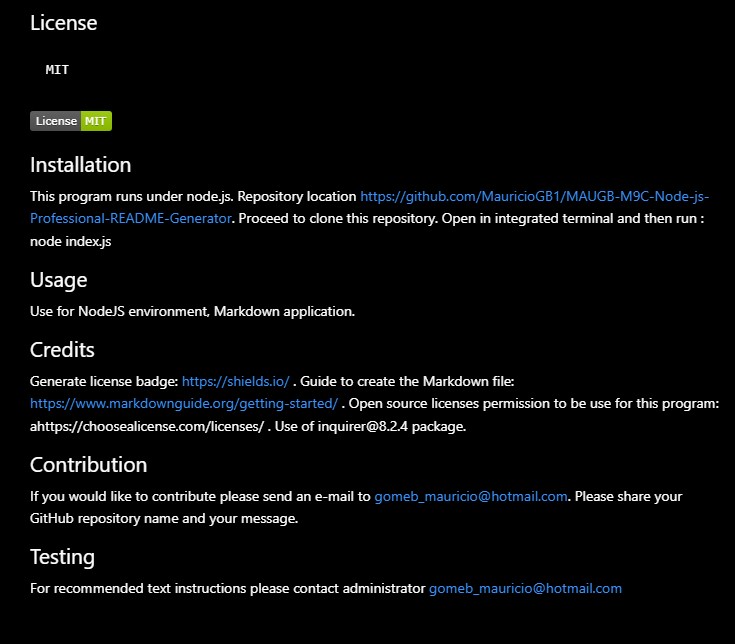 License
MIT
License MIT
Installation
This program runs under node.js. Repository location https://github.com/MauricioGB1/MAUGB-M9C-Node-js-
Professional-README-Generator. Proceed to clone this repository. Open in integrated terminal and then run :
node index.js
Usage
Use for NodeJS environment, Markdown application.
Credits
Generate license badge: https://shields.io/ . Guide to create the Markdown file:
https://www.markdownguide.org/getting-started/ . Open source licenses permission to be use for this program:
ahttps://choosealicense.com/licenses/ . Use of inquirer@8.2.4 package.
Contribution
If you would like to contribute please send an e-mail to gomeb_mauricio@hotmail.com. Please share your
GitHub repository name and your message.
Testing
For recommended text instructions please contact administrator gomeb_mauricio@hotmail.com